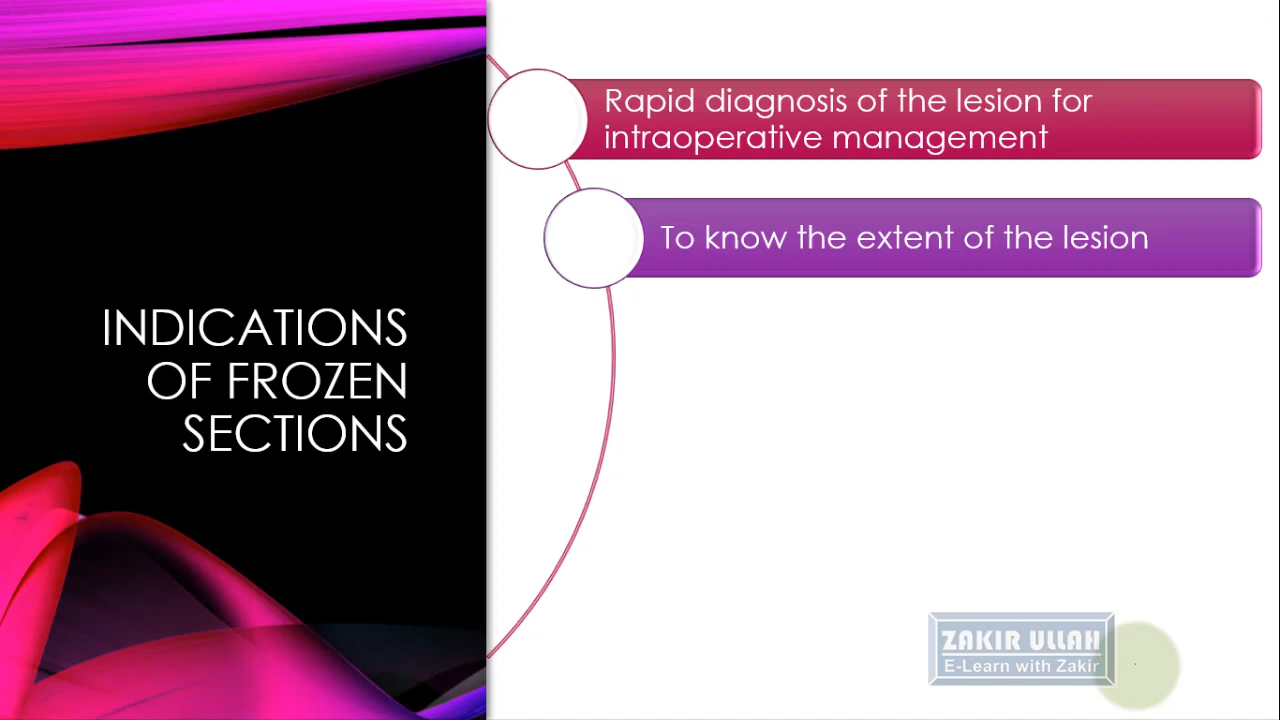 INDICATIONS
OF FROZEN
SECTIONS
Rapid diagnosis of the lesion for
intraoperative management
To know the extent of the lesion
ZAKIR ULLAH
E-Learn with Zakir